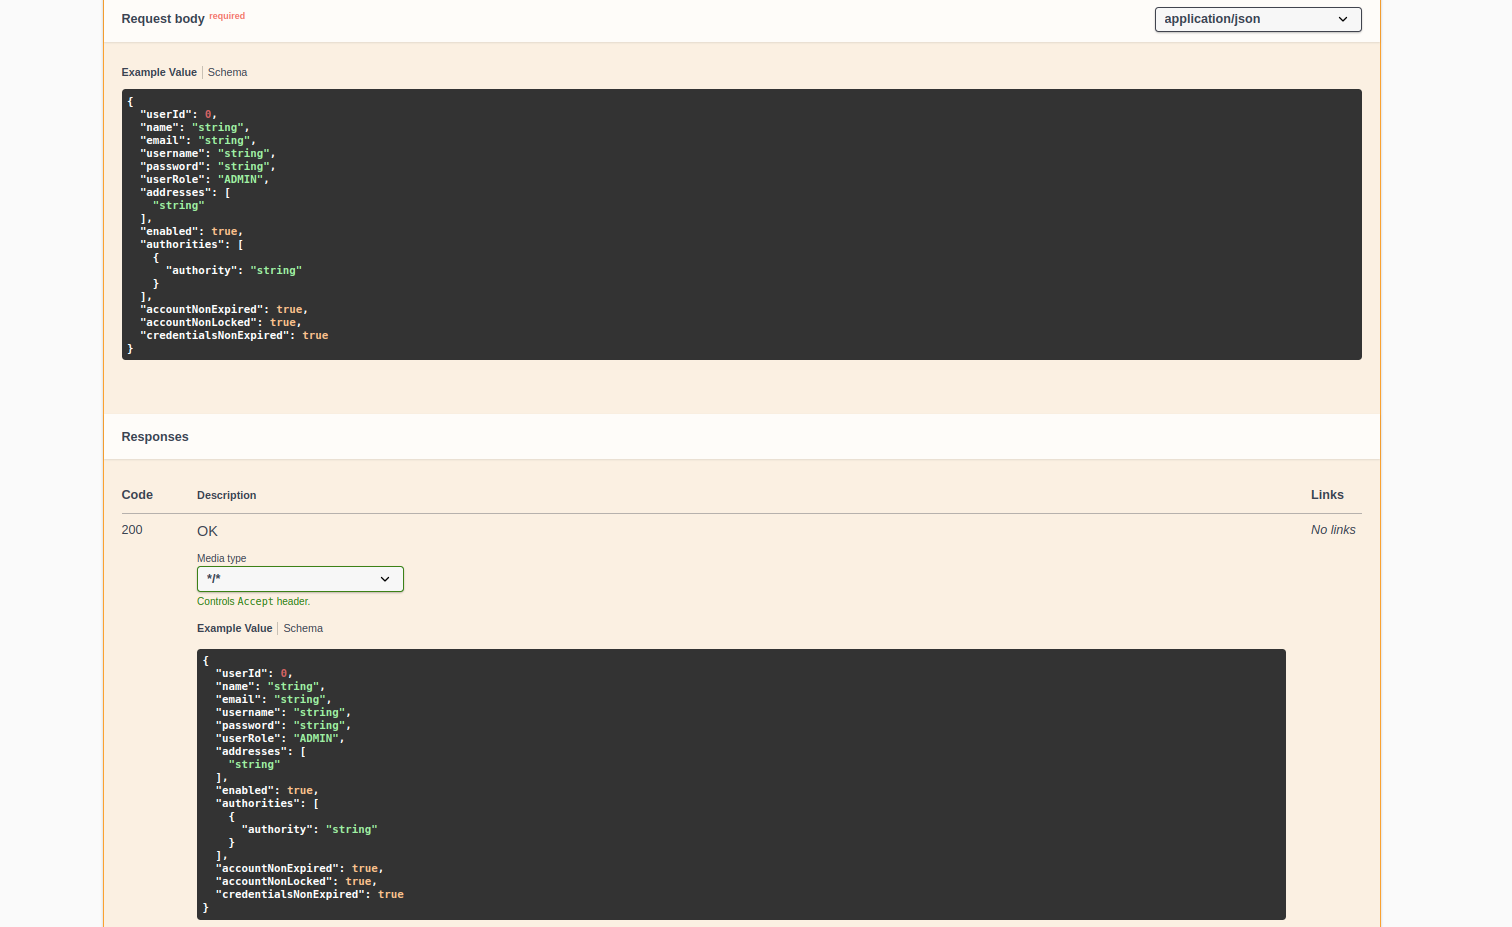 Request body required
application/json
Example Value Schema
{
  "userId": 0,
  "name": "string",
  "email": "string",
  "username": "string",
  "password": "string",
  "userRole": "ADMIN",
  "addresses": [
    "string"
  ],
  "enabled": true,
  "authorities": [
    {
      "authority": "string"
    }
  ],
  "accountNonExpired": true,
  "accountNonLocked": true,
  "credentialsNonExpired": true
}
Responses
Code Description Links
200 OK No links
Media type
*/*
Controls Accept header.
Example Value Schema
{
  "userId": 0,
  "name": "string",
  "email": "string",
  "username": "string",
  "password": "string",
  "userRole": "ADMIN",
  "addresses": [
    "string"
  ],
  "enabled": true,
  "authorities": [
    {
      "authority": "string"
    }
  ],
  "accountNonExpired": true,
  "accountNonLocked": true,
  "credentialsNonExpired": true
}